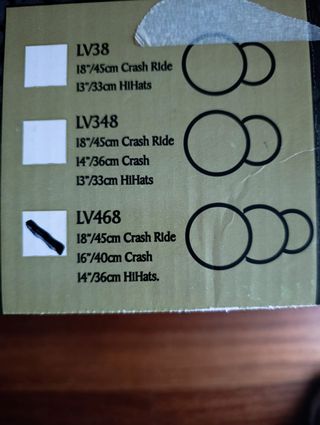 LV38
18"/45cm Crash Ride
13"/33cm HiHats
LV348
18"/45cm Crash Ride
14"/36cm Crash
13"/33cm HiHats
LV468
18"/45cm Crash Ride
16"/40cm Crash
14"/36cm HiHats.